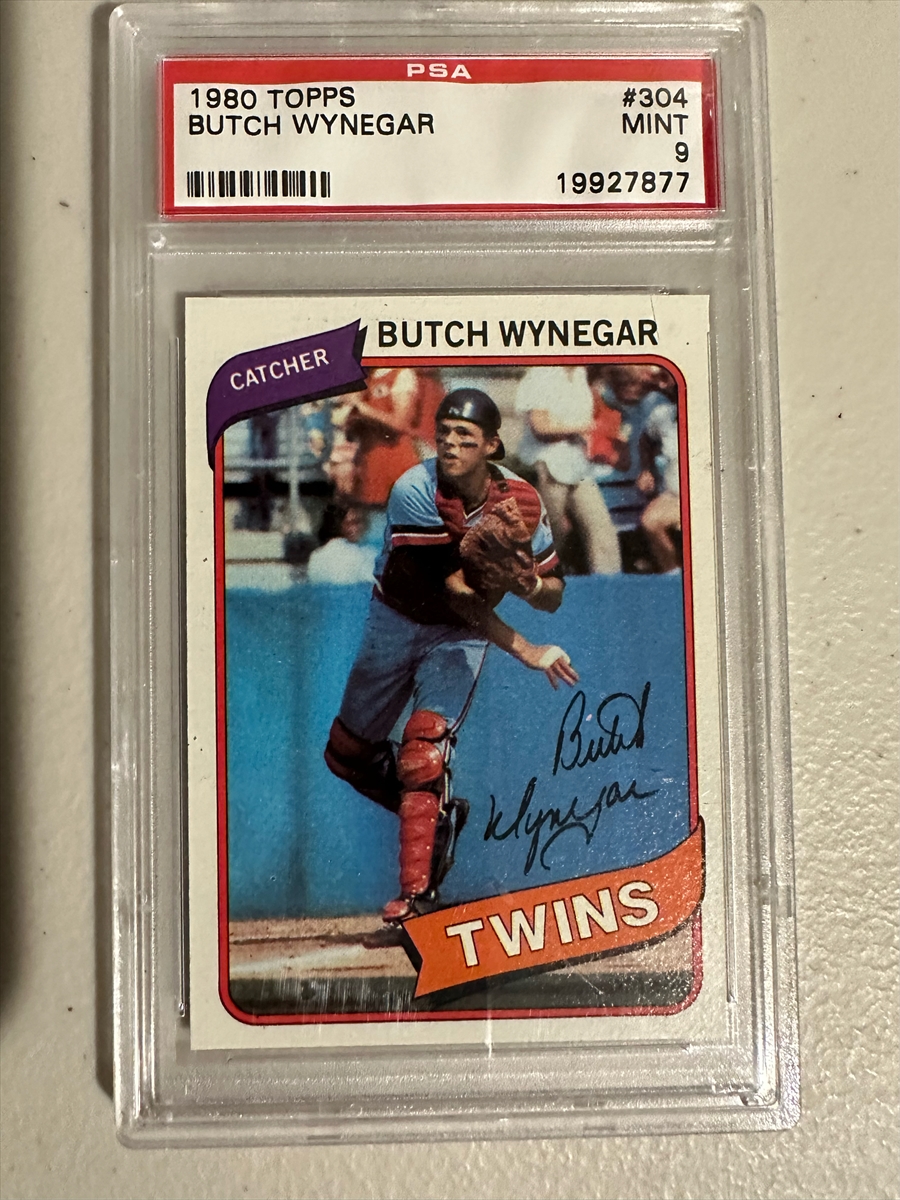 PSA
1980 TOPPS #304
BUTCH WYNEGAR MINT
9
19927877
BUTCH WYNEGAR
CATCHER
Butch
Wynegar
TWINS